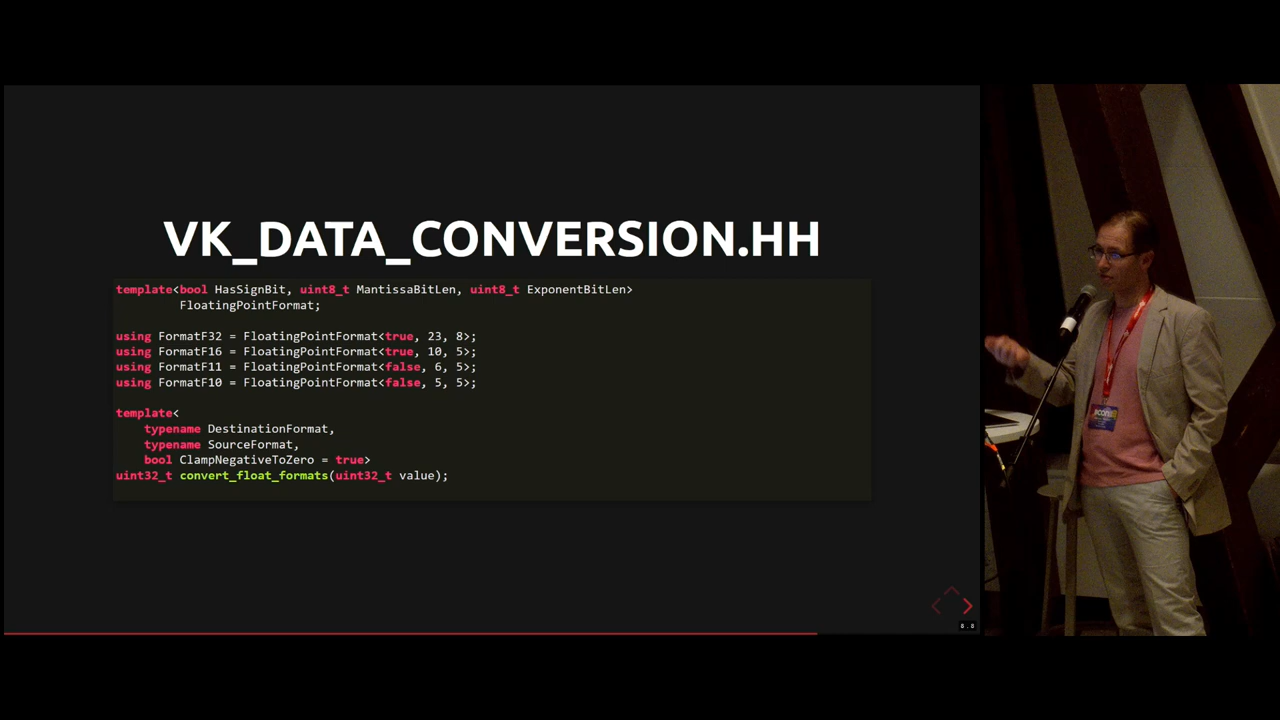 VK_DATA_CONVERSION.HH
template<bool HasSignBit, uint8_t MantissaBitLen, uint8_t ExponentBitLen>
FloatingPointFormat;
using FormatF32 = FloatingPointFormat<true, 23, 8>;
using FormatF16 = FloatingPointFormat<true, 10, 5>;
using FormatF11 = FloatingPointFormat<false, 6, 5>;
using FormatF10 = FloatingPointFormat<false, 5, 5>;
template<
typename DestinationFormat,
typename SourceFormat,
bool ClampNegativeToZero = true>
uint32_t convert_float_formats(uint32_t value);
8.8